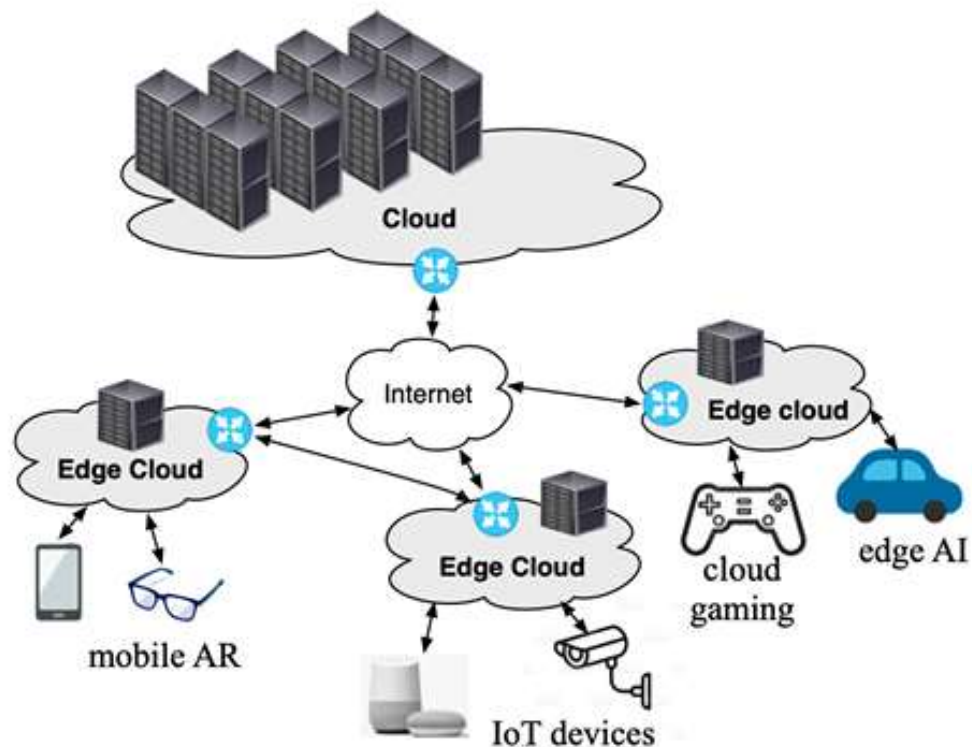 Cloud
Internet
Edge cloud
Edge Cloud
Edge Cloud
edge AI
cloud
gaming
mobile AR
IoT devices